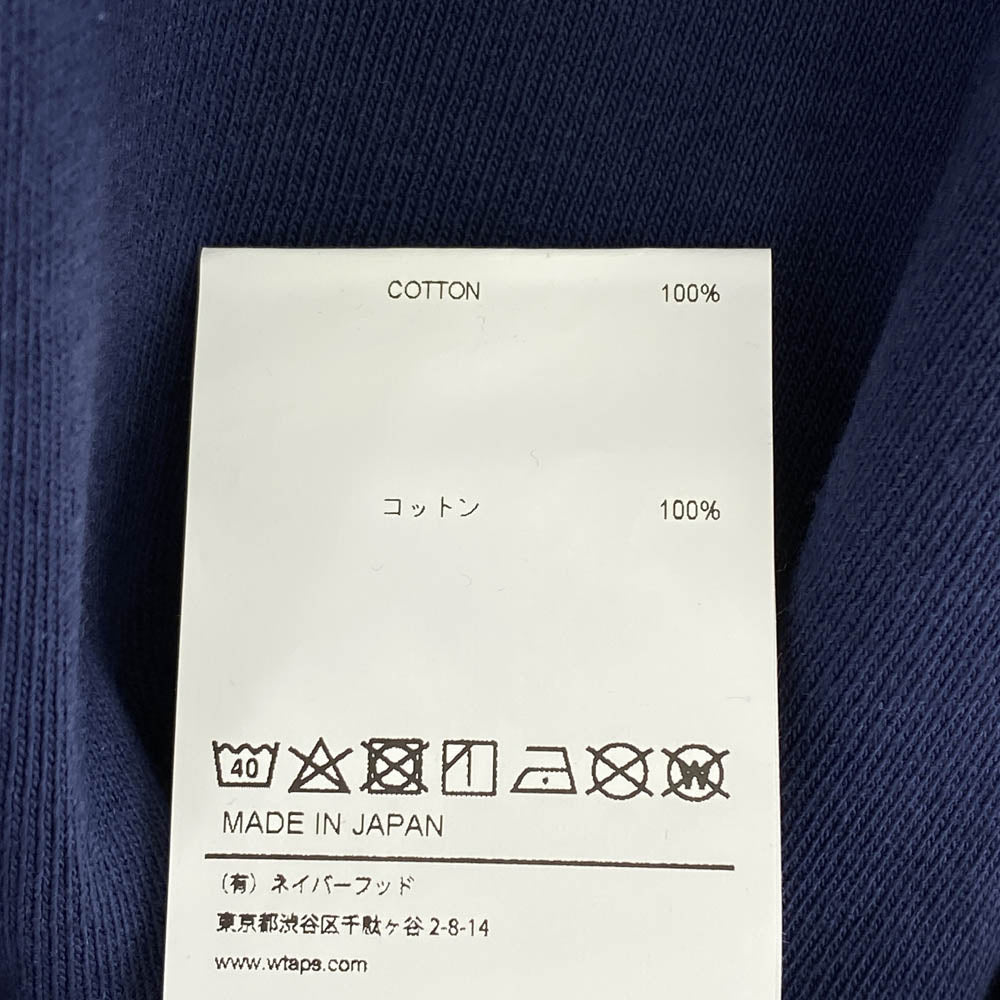 COTTON 100%
コットン 100%
40 W
MADE IN JAPAN
(有) ネイバーフッド
東京都渋谷区千駄ヶ谷 2-8-14
www.wtaps.com